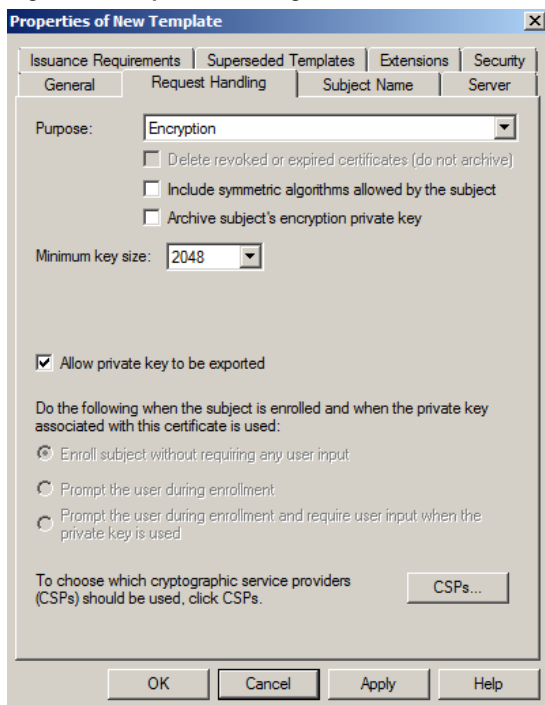 Properties of New Template
Issuance Requirements Superseded Templates Extensions Security
General Request Handling Subject Name Server
Purpose: Encryption
Delete revoked or expired certificates (do not archive)
Include symmetric algorithms allowed by the subject
Archive subject's encryption private key
Minimum key size: 2048
Allow private key to be exported
Do the following when the subject is enrolled and when the private key
associated with this certificate is used:
Enroll subject without requiring any user input
Prompt the user during enrollment
Prompt the user during enrollment and require user input when the
private key is used
To choose which cryptographic service providers
(CSPs) should be used, click CSPs.
CSPs...
OK Cancel Apply Help